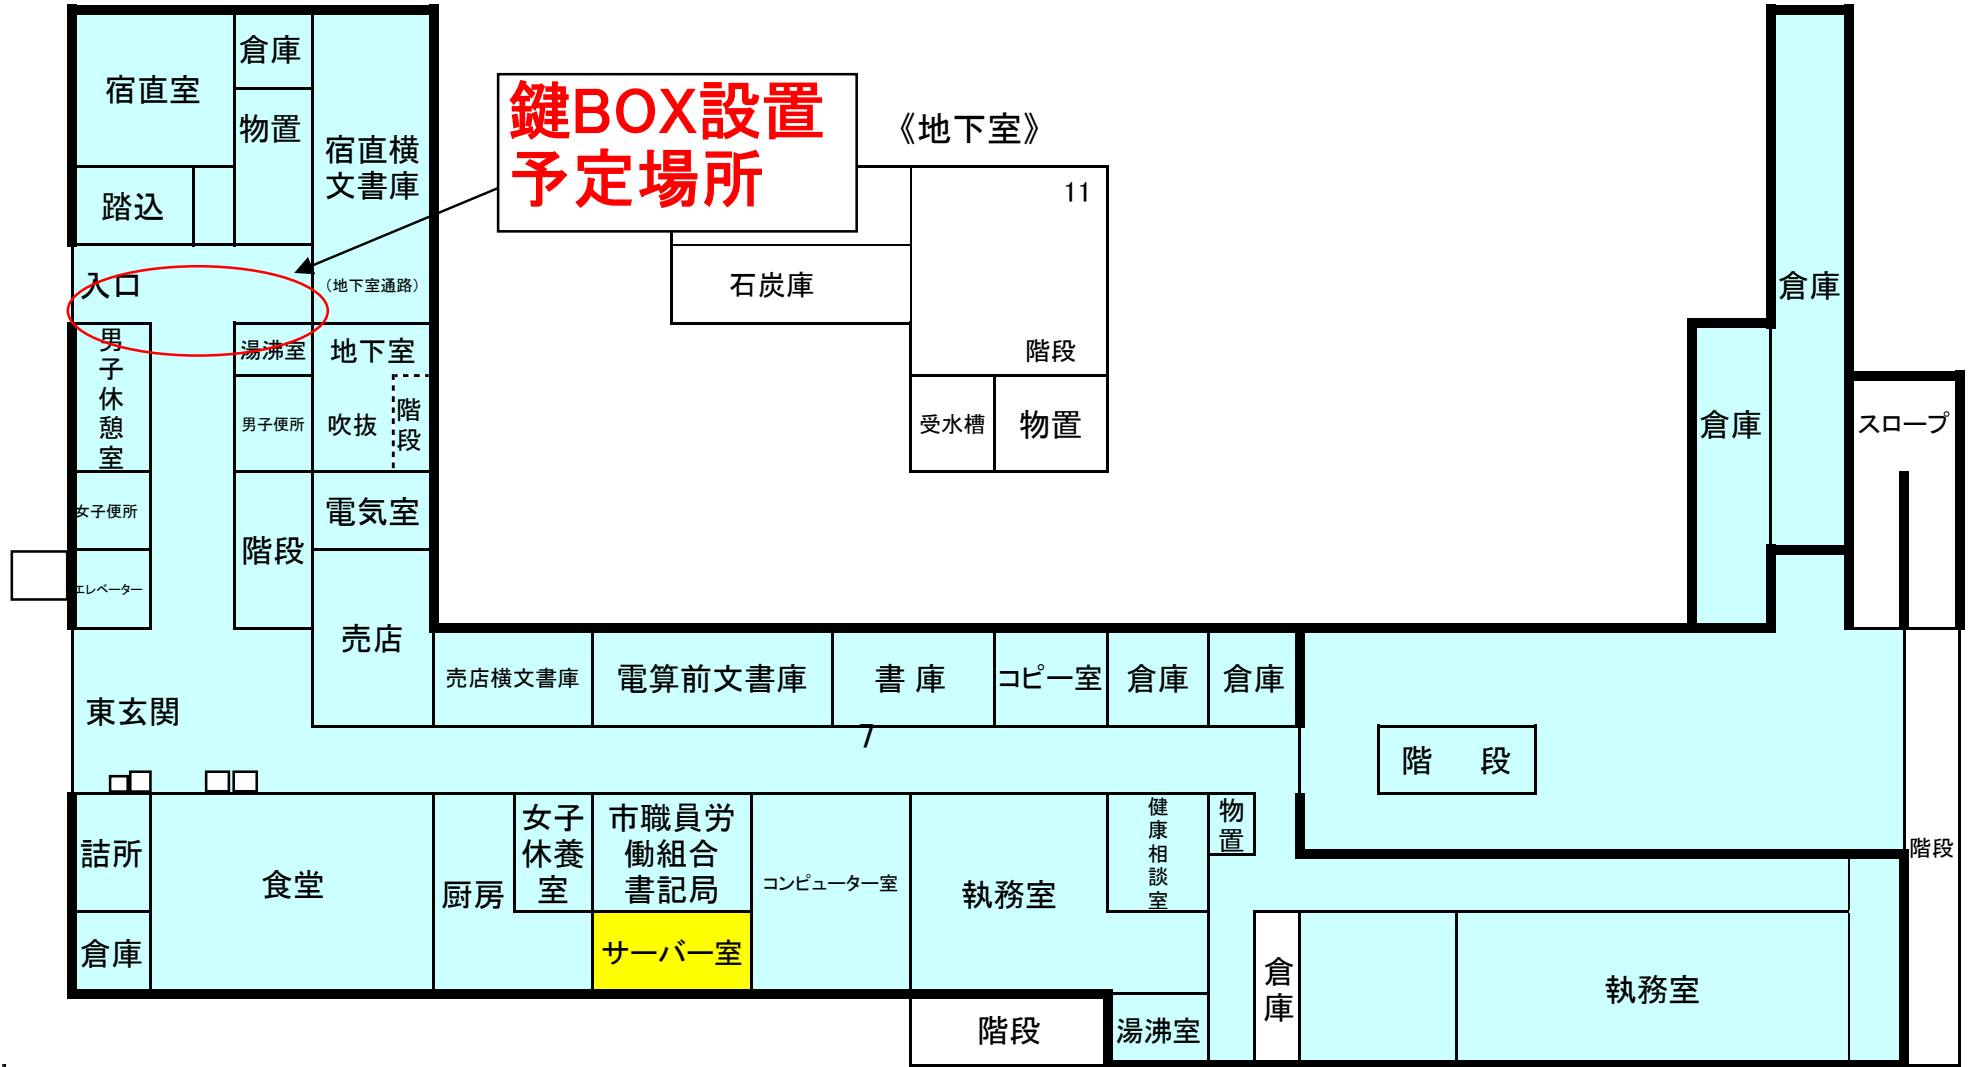 倉庫
宿直室
鍵BOX設置
予定場所
《地下室》
物置
宿直横
文書庫
踏込
11
入口
(地下室通路)
石炭庫
倉庫
男子休憩室
湯沸室
地下室
階段
男子便所
吹抜
階段
受水槽
物置
倉庫
スロープ
女子便所
電気室
階段
エレベーター
売店
売店横文書庫
電算前文書庫
書 庫
コピー室
倉庫
倉庫
東玄関
7
階 段
詰所
食堂
厨房
女子
休養
室
市職員労
働組合
書記局
コンピューター室
執務室
健康相談室
物置
階段
倉庫
サーバー室
倉庫
執務室
階段
湯沸室